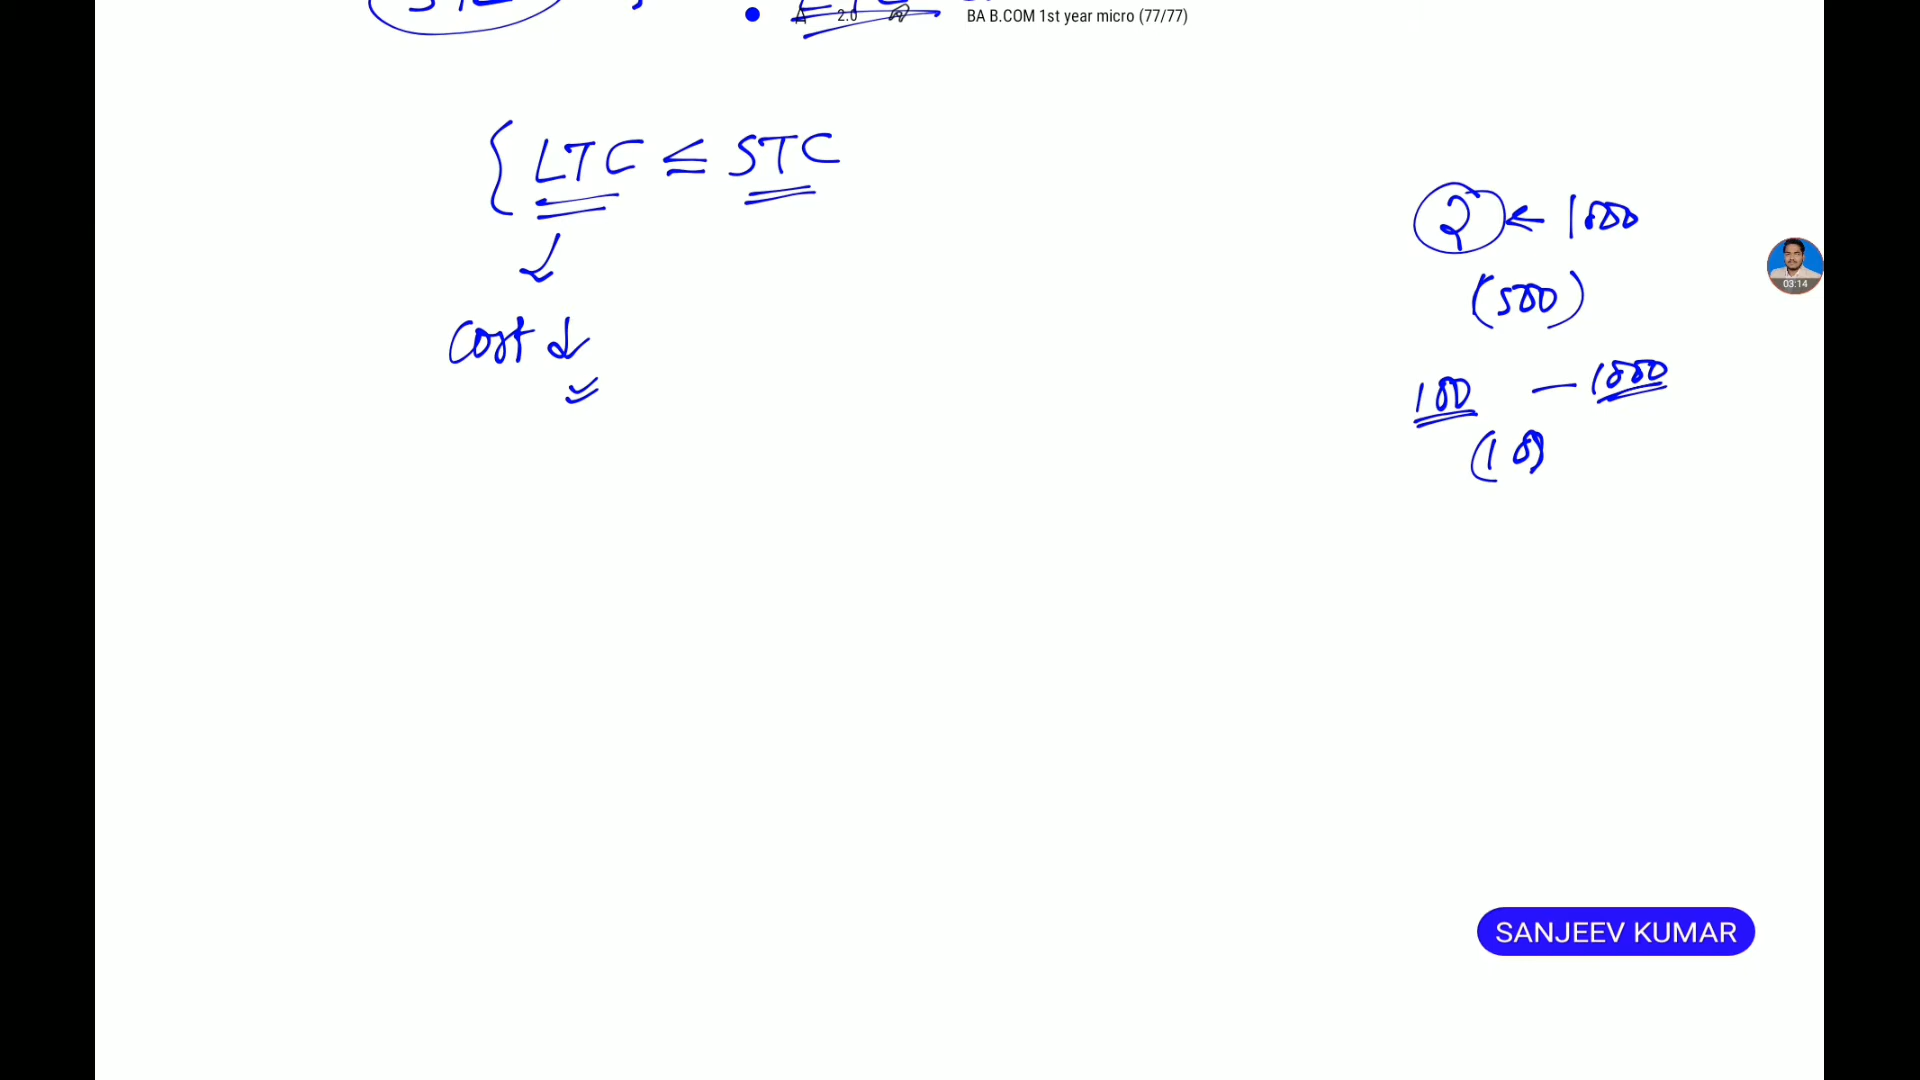 2.0 BA B.COM 1st year micro (77/77)
{ LTC ≤ STC
2 ← 1000
(500)
03:14
Cost ↓
100 — 1000
(10)
SANJEEV KUMAR